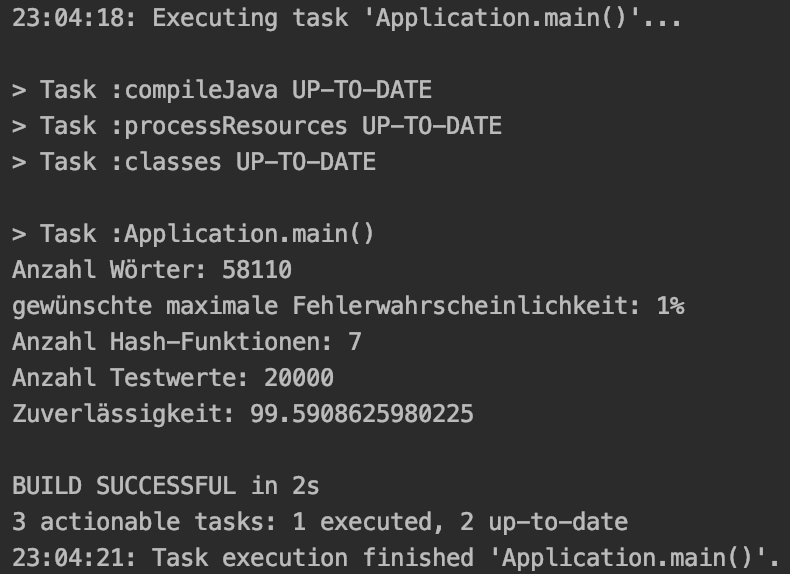 23:04:18: Executing task 'Application.main()'...
> Task :compileJava UP-TO-DATE
> Task :processResources UP-TO-DATE
> Task :classes UP-TO-DATE
> Task :Application.main()
Anzahl Wörter: 58110
gewünschte maximale Fehlerwahrscheinlichkeit: 1%
Anzahl Hash-Funktionen: 7
Anzahl Testwerte: 20000
Zuverlässigkeit: 99.5908625980225
BUILD SUCCESSFUL in 2s
3 actionable tasks: 1 executed, 2 up-to-date
23:04:21: Task execution finished 'Application.main()'.